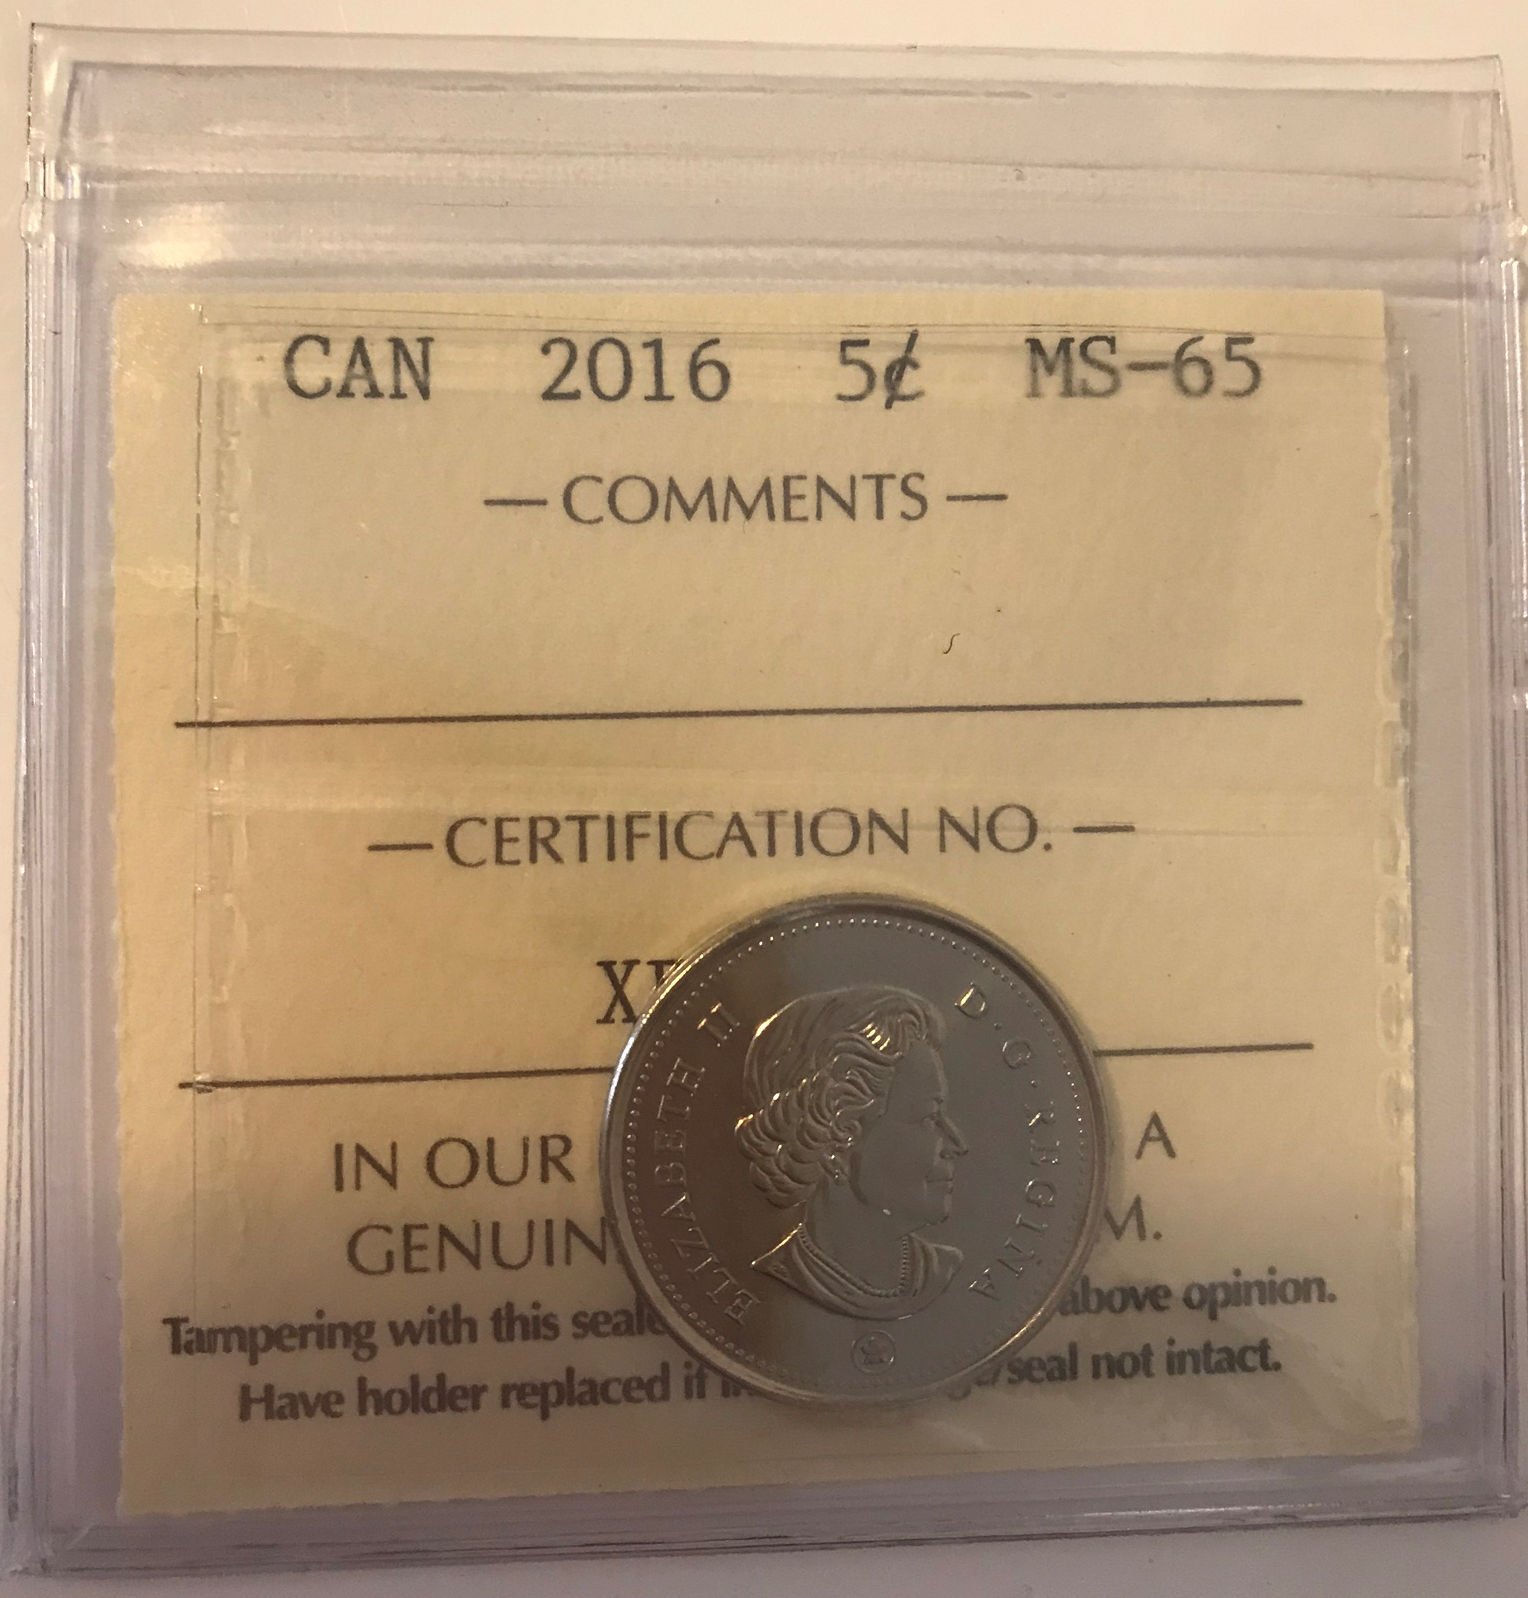 CAN 2016 5¢ MS-65
— COMMENTS —
— CERTIFICATION NO. —
IN OUR A
GENUIN M.
Tampering with this seale above opinion.
Have holder replaced if /seal not intact.
ELIZABETH II D·G·REGINA